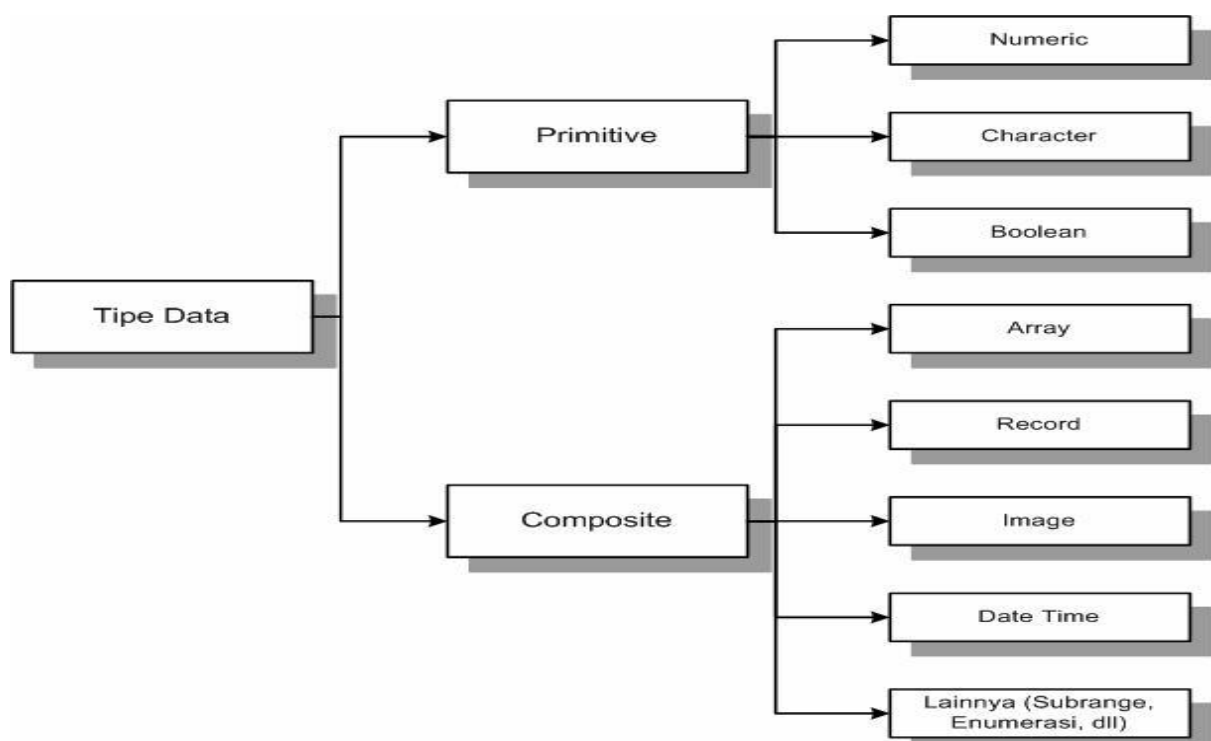 Numeric
Primitive
Character
Boolean
Tipe Data
Array
Record
Composite
Image
Date Time
Lainnya (Subrange,
Enumerasi, dll)